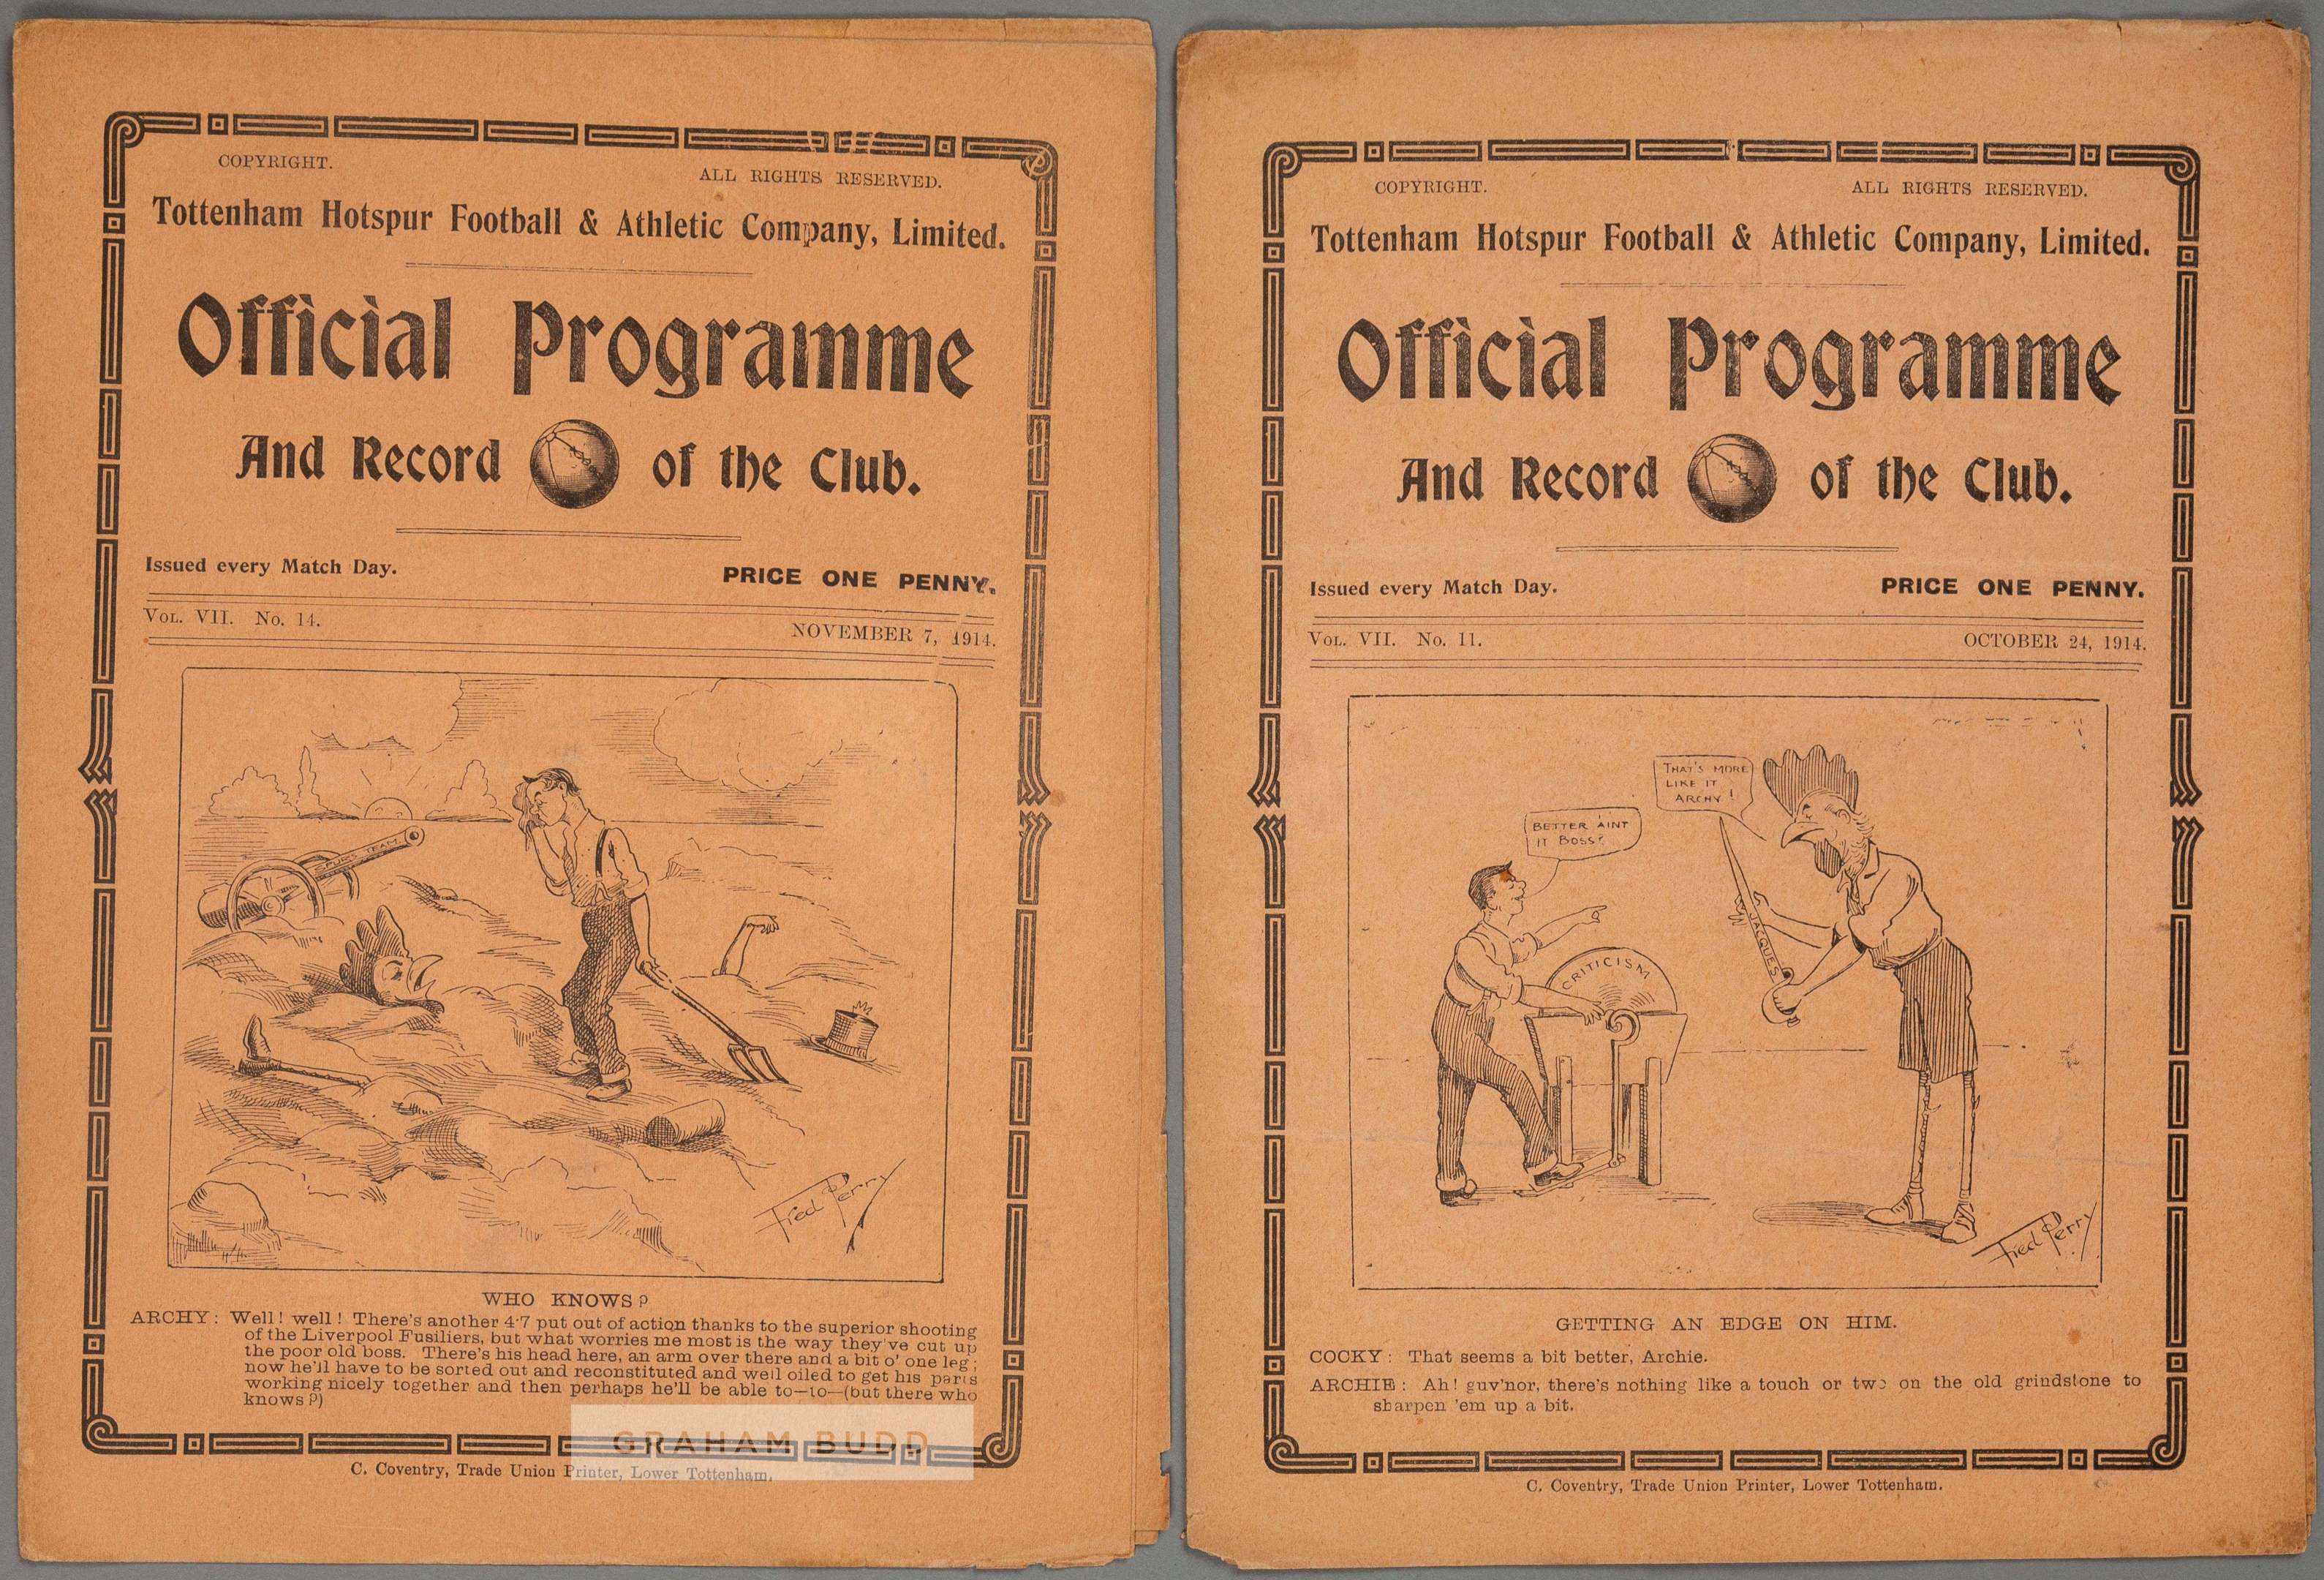 COPYRIGHT.
ALL RIGHTS RESERVED.
Tottenham Hotspur Football & Athletic Company, Limited.
Official Programme
And Record of the Club.
Issued every Match Day.
PRICE ONE PENNY.
VOL. VII. No. 14.
NOVEMBER 7, 1914.
SPURS TEAM
Fred Perry
WHO KNOWS?
ARCHY: Well! well! There's another 4·7 put out of action thanks to the superior shooting
of the Liverpool Fusiliers, but what worries me most is the way they've cut up
the poor old boss. There's his head here, an arm over there and a bit o' one leg;
now he'll have to be sorted out and reconstituted and well oiled to get his parts
working nicely together and then perhaps he'll be able to—to—(but there who
knows?)
GRAHAM BUDD
C. Coventry, Trade Union Printer, Lower Tottenham.
COPYRIGHT.
ALL RIGHTS RESERVED.
Tottenham Hotspur Football & Athletic Company, Limited.
Official Programme
And Record of the Club.
Issued every Match Day.
PRICE ONE PENNY.
VOL. VII. No. 11.
OCTOBER 24, 1914.
THAT'S MORE
LIKE IT
ARCHY!
BETTER AINT
IT BOSS?
JACQUES
CRITICISM
Fred Perry
GETTING AN EDGE ON HIM.
COCKY: That seems a bit better, Archie.
ARCHIE: Ah! guv'nor, there's nothing like a touch or two on the old grindstone to
sharpen 'em up a bit.
C. Coventry, Trade Union Printer, Lower Tottenham.